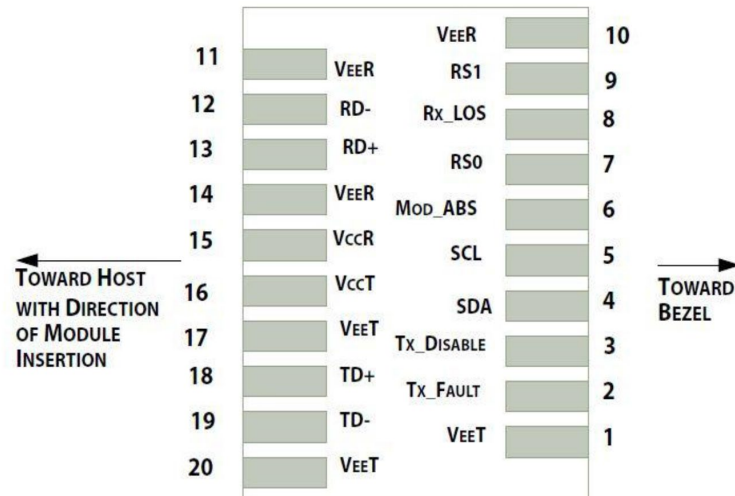 11 VEER
12 RD-
13 RD+
14 VEER
15 VCCR
16 VCCT
17 VEET
18 TD+
19 TD-
20 VEET
VEER 10
RS1 9
RX_LOS 8
RS0 7
MOD_ABS 6
SCL 5
SDA 4
TX_DISABLE 3
TX_FAULT 2
VEET 1
TOWARD HOST
WITH DIRECTION
OF MODULE
INSERTION
TOWARD
BEZEL